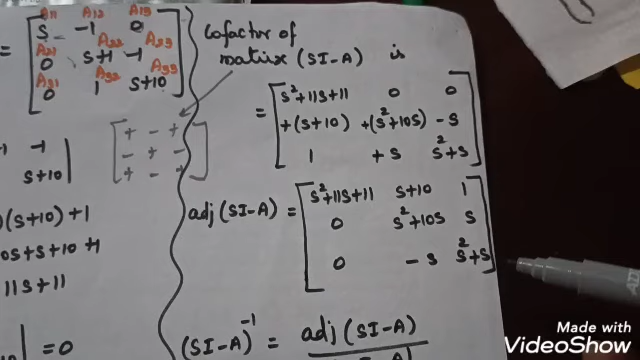 A11 A12 A13
= [ S -1 0
A21 A22 A23
0 S+1 -1
A31 A32 A33
0 1 S+10 ]
Cofactor of
matrix (SI-A) is
= [ S²+11S+11 0 0
+(S+10) +(S²+10S) -S
1 +S S²+S ]
-1 -1
S+10 |
[ + - +
- + -
+ - + ]
)(S+10)+1
0S+S+10+1
11S+11
| =0
adj(SI-A) = [ S²+11S+11 S+10 1
0 S²+10S S
0 -S S²+S ]
(SI-A)⁻¹ = adj(SI-A)
Made with
VideoShow